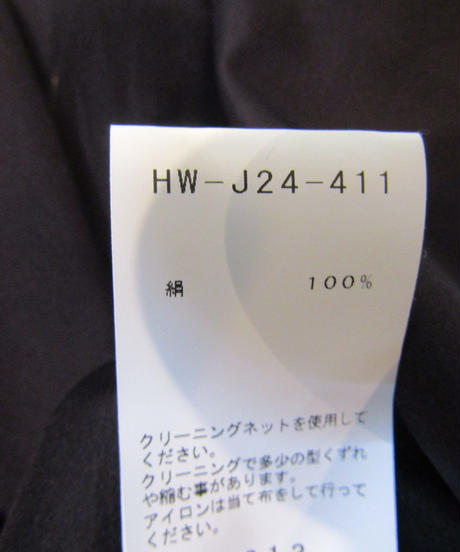 HW-J24-411
絹 100%
クリーニングネットを使用して
ください。
クリーニングで多少の型くずれ
や縮む事があります。
アイロンは当て布をして行って
ください。